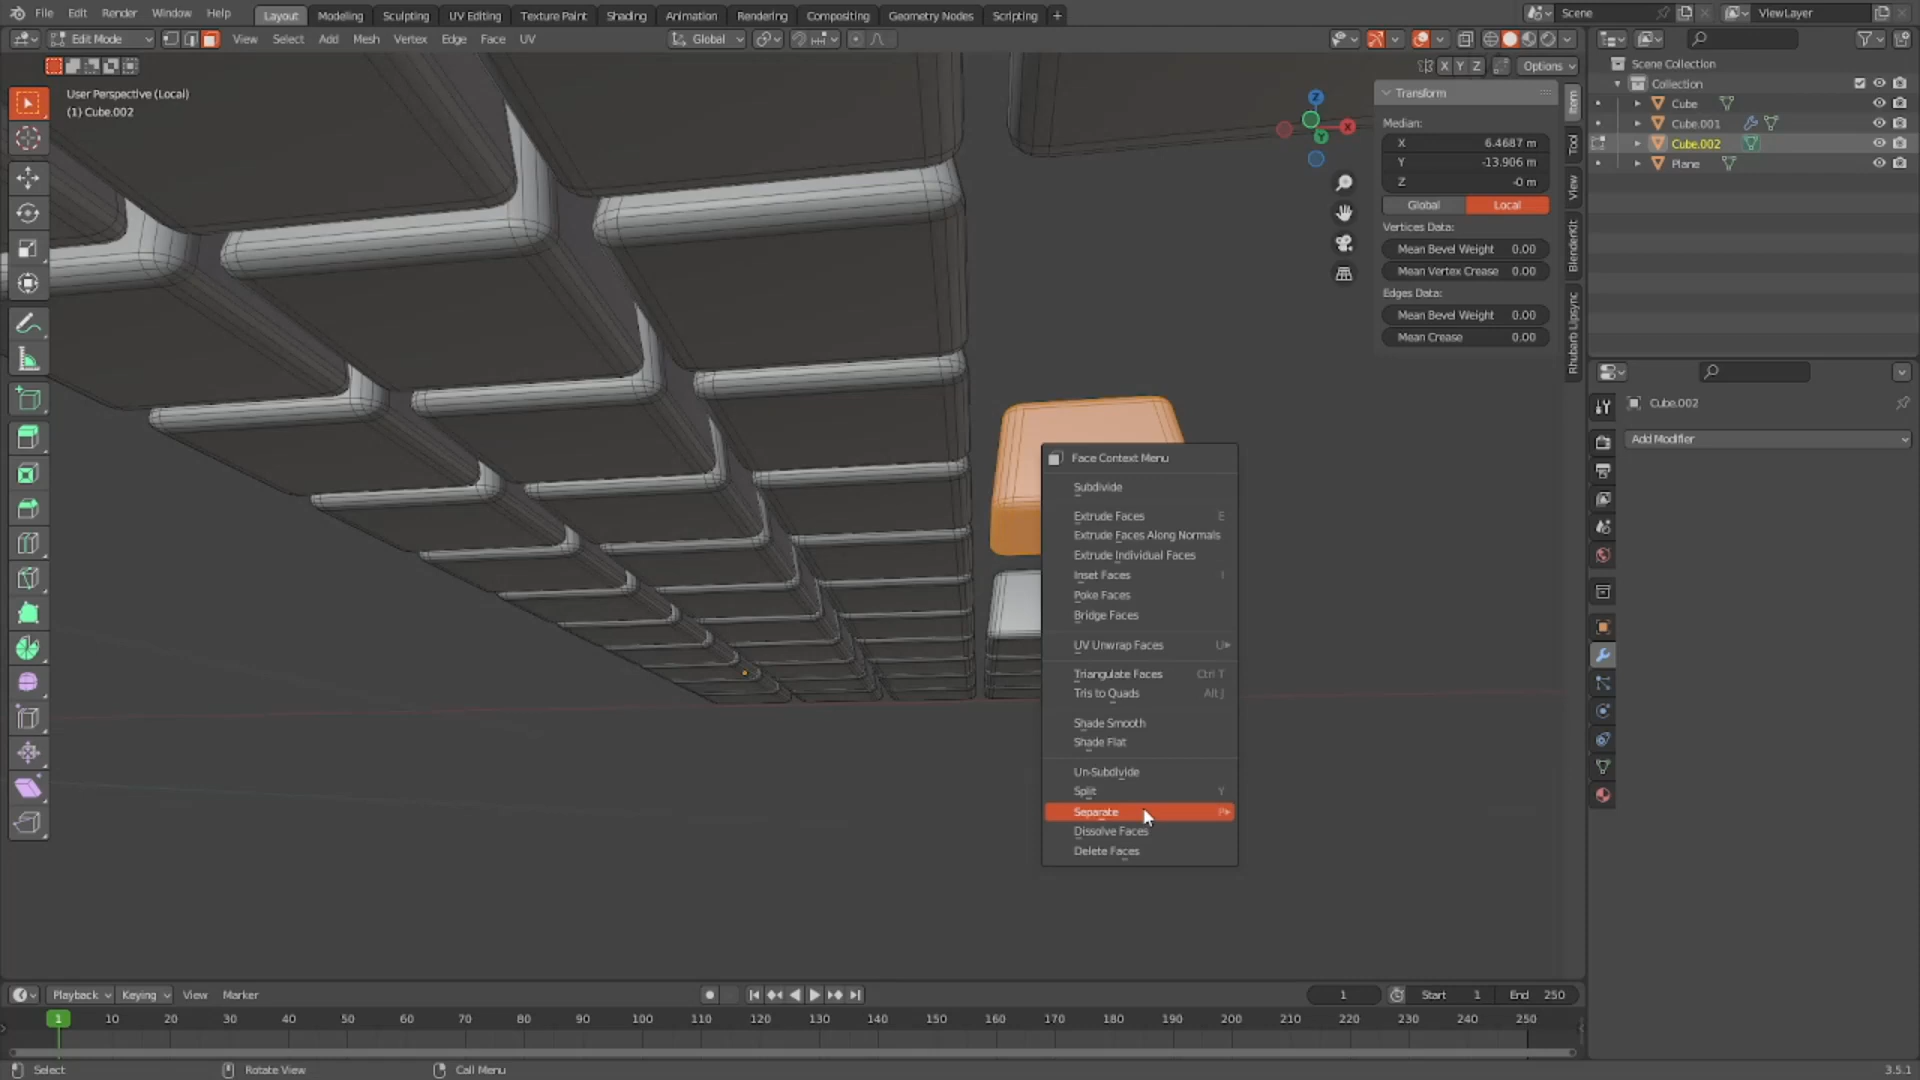 File Edit Render Window Help Layout Modeling Sculpting UV Editing Texture Paint Shading Animation Rendering Compositing Geometry Nodes Scripting + Scene ViewLayer
Edit Mode View Select Add Mesh Vertex Edge Face UV Global
X Y Z Options
User Perspective (Local)
(1) Cube.002
Z
X
Y
Transform
Median:
X 6.4687 m
Y -13.906 m
Z -0 m
Global Local
Vertices Data:
Mean Bevel Weight 0.00
Mean Vertex Crease 0.00
Edges Data:
Mean Bevel Weight 0.00
Mean Crease 0.00
Item
Tool
View
BlenderKit
Rhubarb Lipsync
Scene Collection
Collection
Cube
Cube.001
Cube.002
Plane
Cube.002
Add Modifier
Face Context Menu
Subdivide
Extrude Faces E
Extrude Faces Along Normals
Extrude Individual Faces
Inset Faces I
Poke Faces
Bridge Faces
UV Unwrap Faces U
Triangulate Faces Ctrl T
Tris to Quads Alt J
Shade Smooth
Shade Flat
Un-Subdivide
Split Y
Separate P
Dissolve Faces
Delete Faces
Playback Keying View Marker 1 Start 1 End 250
1 10 20 30 40 50 60 70 80 90 100 110 120 130 140 150 160 170 180 190 200 210 220 230 240 250
Select Rotate View Call Menu 3.5.1